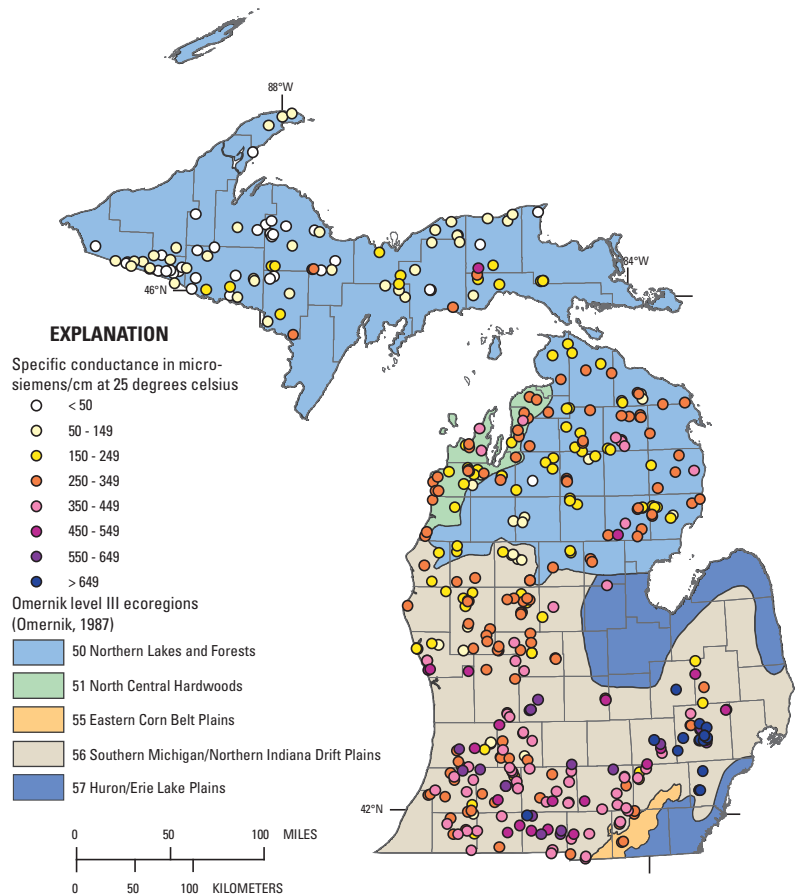 88°W
84°W
46°N
EXPLANATION
Specific conductance in micro-
siemens/cm at 25 degrees celsius
< 50
50 - 149
150 - 249
250 - 349
350 - 449
450 - 549
550 - 649
> 649
Omernik level III ecoregions
(Omernik, 1987)
50 Northern Lakes and Forests
51 North Central Hardwoods
55 Eastern Corn Belt Plains
56 Southern Michigan/Northern Indiana Drift Plains
57 Huron/Erie Lake Plains
42°N
0 50 100 MILES
0 50 100 KILOMETERS